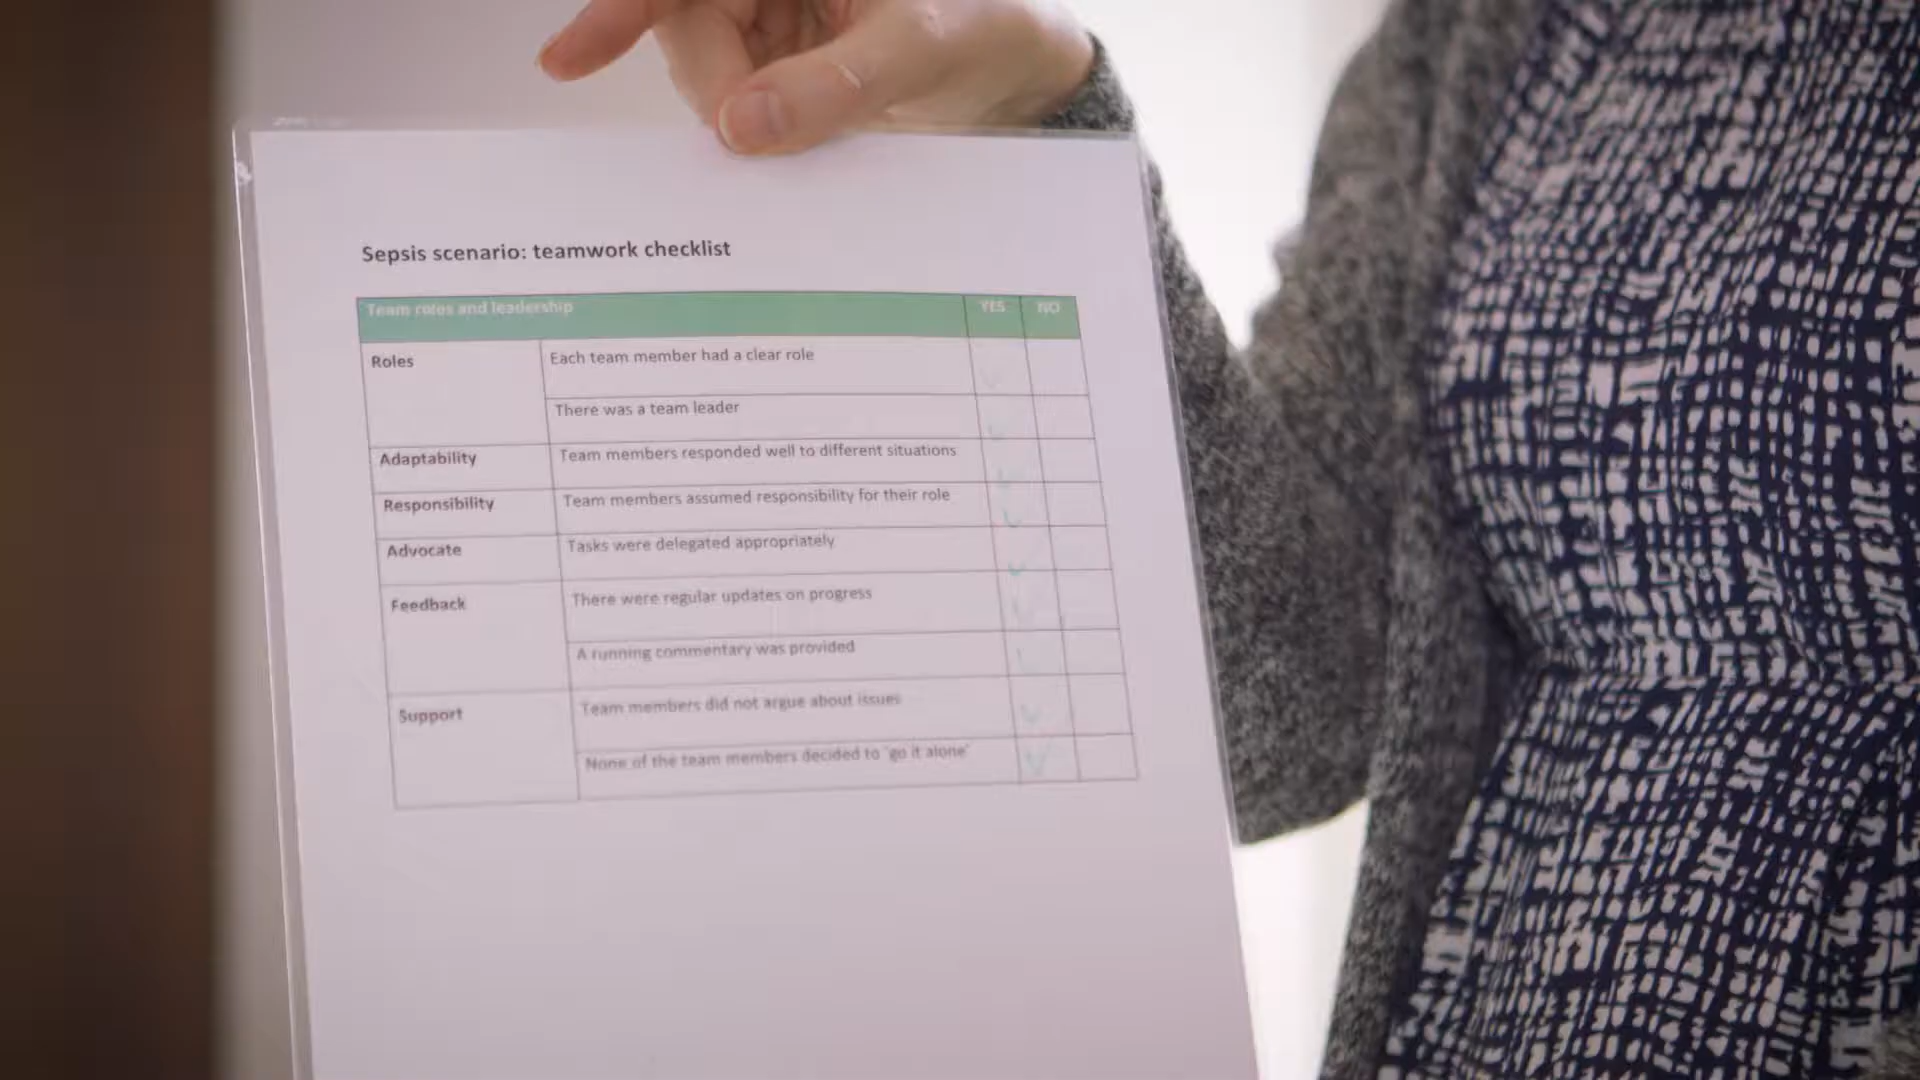 Sepsis scenario: teamwork checklist
Team roles and leadership YES NO
Roles Each team member had a clear role
There was a team leader
Adaptability Team members responded well to different situations
Responsibility Team members assumed responsibility for their role
Advocate Tasks were delegated appropriately
Feedback There were regular updates on progress
A running commentary was provided
Support Team members did not argue about issues
None of the team members decided to 'go it alone'